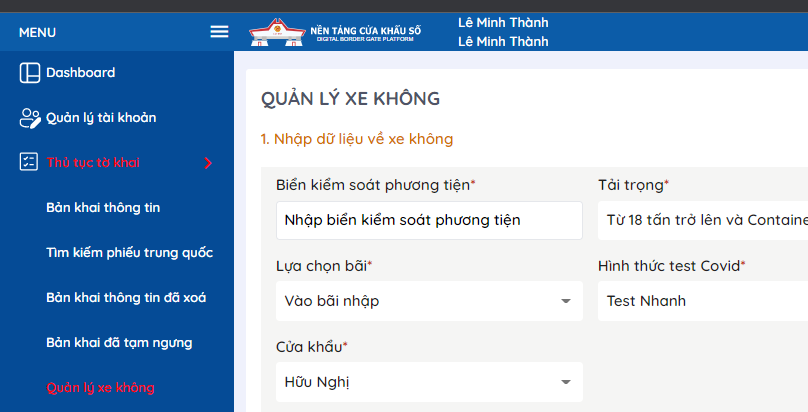 MENU
NỀN TẢNG CỬA KHẨU SỐ
DIGITAL BORDER GATE PLATFORM
Lê Minh Thành
Lê Minh Thành
Dashboard
Quản lý tài khoản
Thủ tục tờ khai
Bản khai thông tin
Tìm kiếm phiếu trung quốc
Bản khai thông tin đã xoá
Bản khai đã tạm ngưng
Quản lý xe không
QUẢN LÝ XE KHÔNG
1. Nhập dữ liệu về xe không
Biển kiểm soát phương tiện*
Tải trọng*
Nhập biển kiểm soát phương tiện
Từ 18 tấn trở lên và Containe
Lựa chọn bãi*
Hình thức test Covid*
Vào bãi nhập
Test Nhanh
Cửa khẩu*
Hữu Nghị